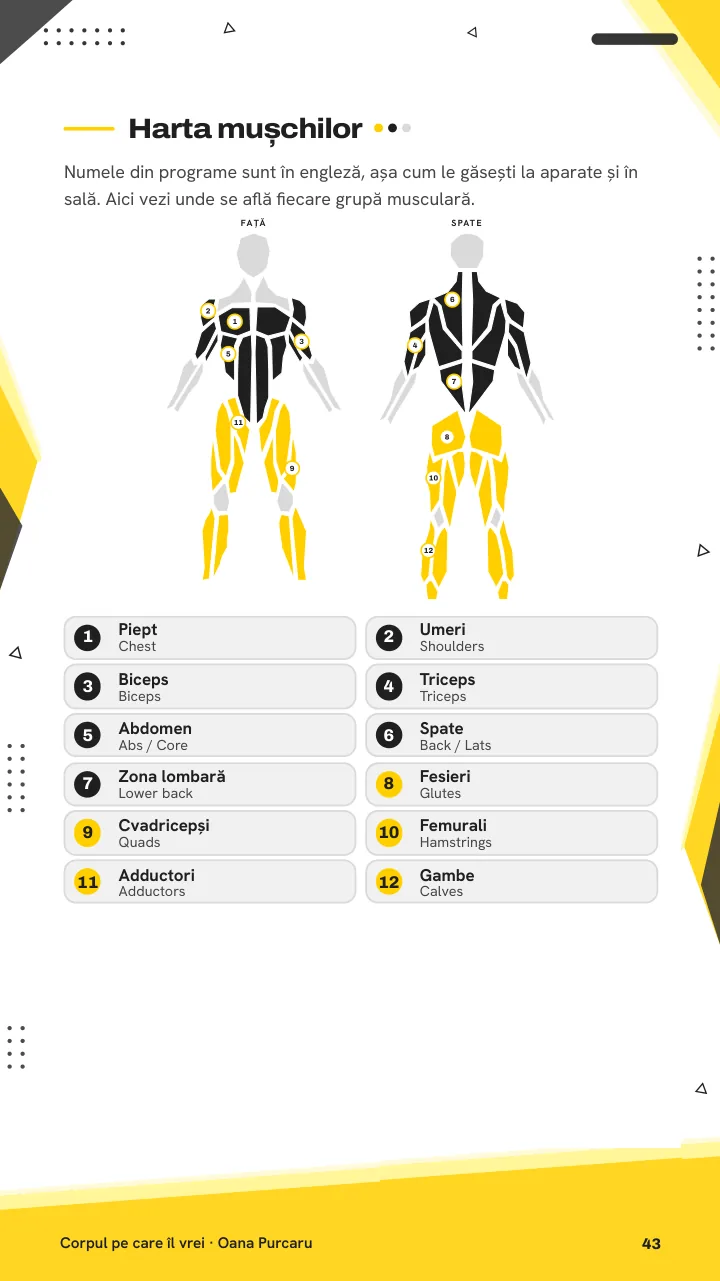 Harta mușchilor
Numele din programe sunt în engleză, așa cum le găsești la aparate și în
sală. Aici vezi unde se află fiecare grupă musculară.
FAȚĂ
SPATE
2
1
3
5
11
9
6
4
7
8
10
12
1 Piept
Chest
2 Umeri
Shoulders
3 Biceps
Biceps
4 Triceps
Triceps
5 Abdomen
Abs / Core
6 Spate
Back / Lats
7 Zona lombară
Lower back
8 Fesieri
Glutes
9 Cvadricepși
Quads
10 Femurali
Hamstrings
11 Adductori
Adductors
12 Gambe
Calves
Corpul pe care îl vrei · Oana Purcaru
43